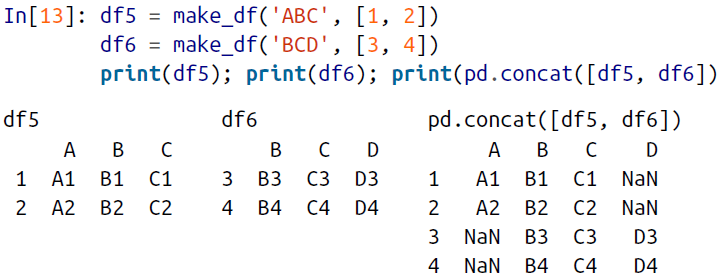 In[13]: df5 = make_df('ABC', [1, 2])
df6 = make_df('BCD', [3, 4])
print(df5); print(df6); print(pd.concat([df5, df6])
df5 df6 pd.concat([df5, df6])
A B C B C D A B C D
1 A1 B1 C1 3 B3 C3 D3 1 A1 B1 C1 NaN
2 A2 B2 C2 4 B4 C4 D4 2 A2 B2 C2 NaN
3 NaN B3 C3 D3
4 NaN B4 C4 D4